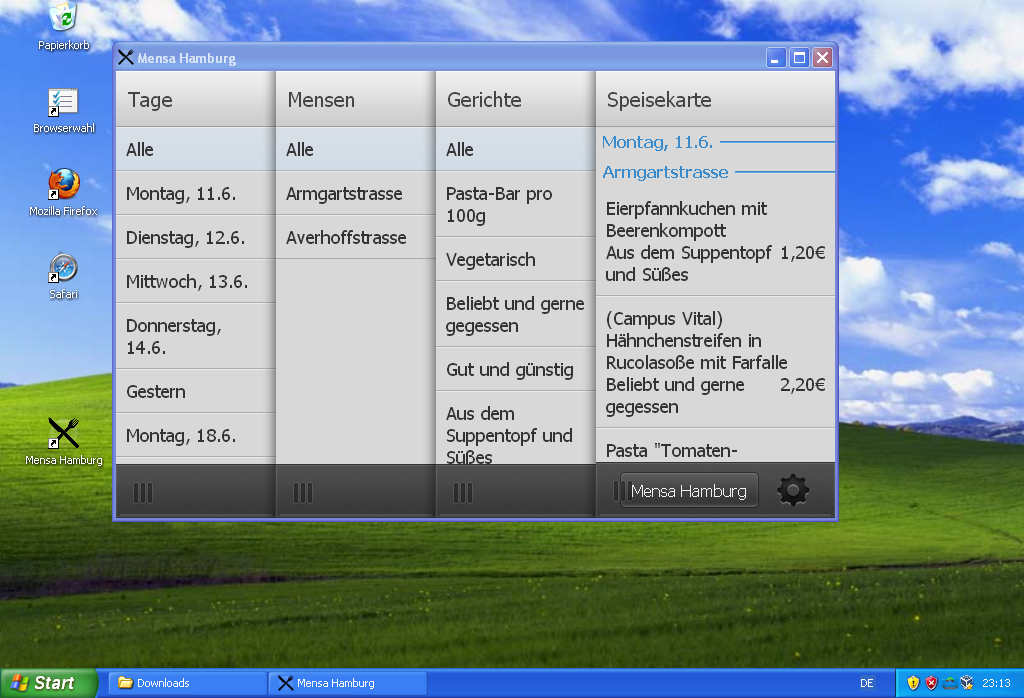 Papierkorb
Browserwahl
Mozilla Firefox
Safari
Mensa Hamburg
Mensa Hamburg
Tage
Alle
Montag, 11.6.
Dienstag, 12.6.
Mittwoch, 13.6.
Donnerstag,
14.6.
Gestern
Montag, 18.6.
Mensen
Alle
Armgartstrasse
Averhoffstrasse
Gerichte
Alle
Pasta-Bar pro
100g
Vegetarisch
Beliebt und gerne
gegessen
Gut und günstig
Aus dem
Suppentopf und
Süßes
Speisekarte
Montag, 11.6.
Armgartstrasse
Eierpfannkuchen mit
Beerenkompott
Aus dem Suppentopf 1,20€
und Süßes
(Campus Vital)
Hähnchenstreifen in
Rucolasoße mit Farfalle
Beliebt und gerne 2,20€
gegessen
Pasta "Tomaten-
Mensa Hamburg
Start
Downloads
Mensa Hamburg
DE
23:13